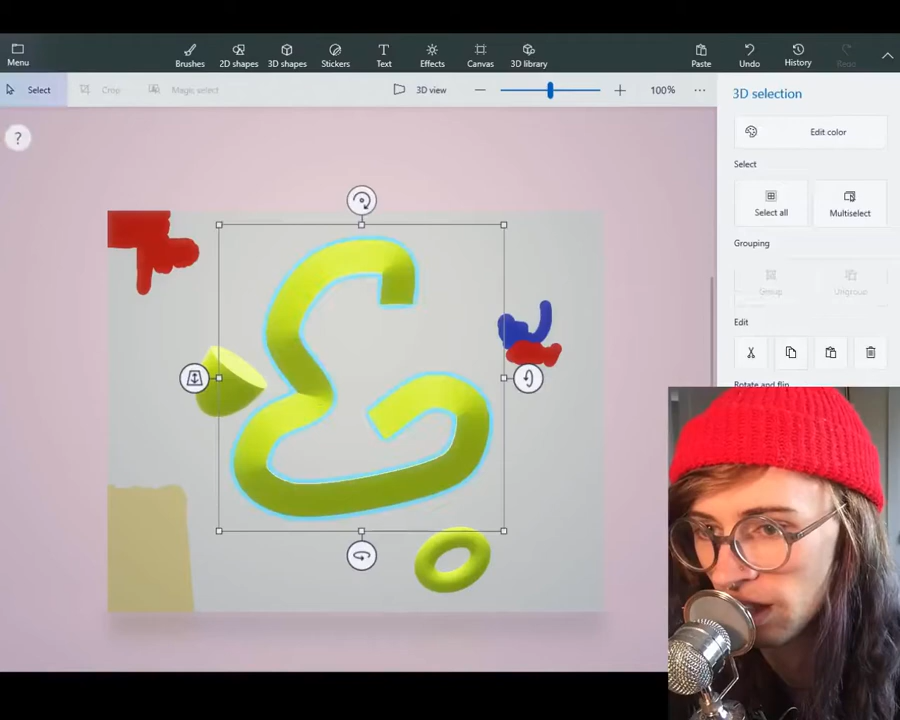 Menu
Brushes
2D shapes
3D shapes
Stickers
Text
Effects
Canvas
3D library
Paste
Undo
History
Redo
Select
Crop
Magic select
3D view
100%
?
3D selection
Edit color
Select
Select all
Multiselect
Grouping
Group
Ungroup
Edit
Rotate and flip